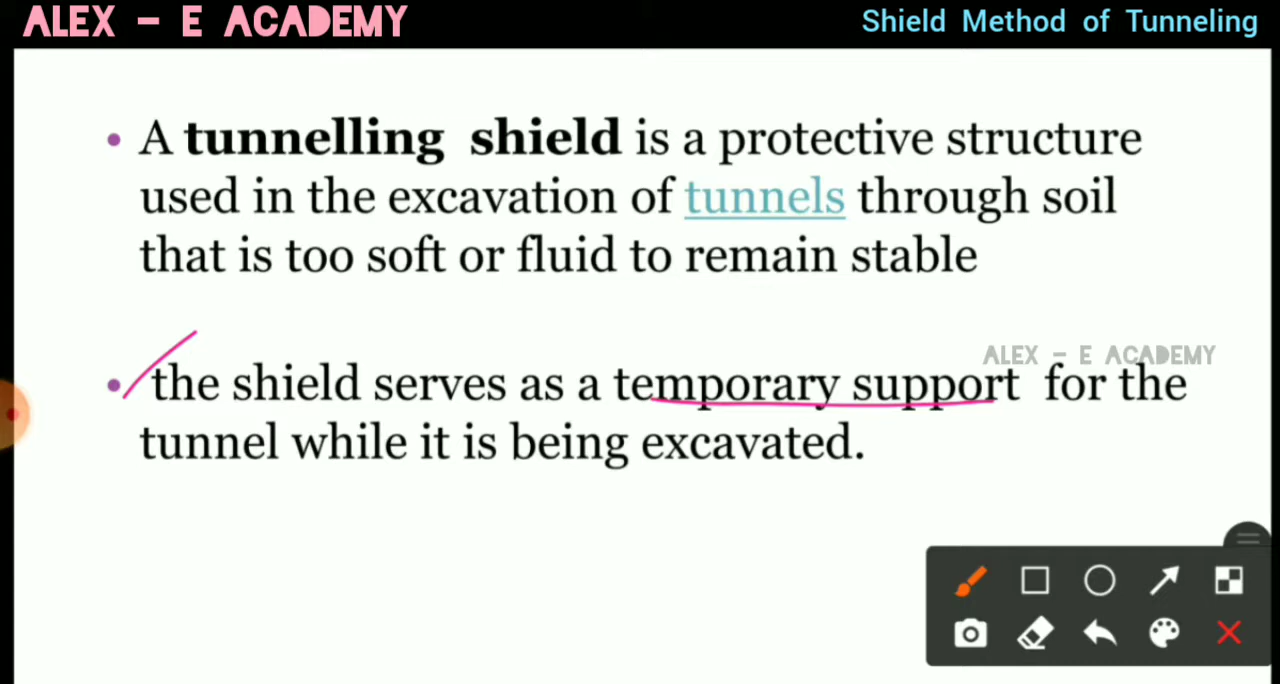 ALEX - E ACADEMY
Shield Method of Tunneling
• A tunnelling shield is a protective structure
used in the excavation of tunnels through soil
that is too soft or fluid to remain stable
ALEX - E ACADEMY
• the shield serves as a temporary support for the
tunnel while it is being excavated.